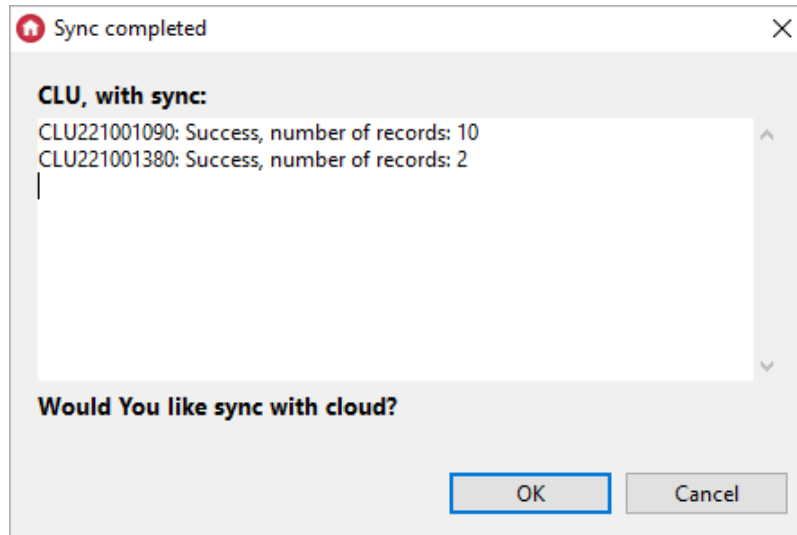 Sync completed
CLU, with sync:
CLU221001090: Success, number of records: 10
CLU221001380: Success, number of records: 2
Would You like sync with cloud?
OK
Cancel